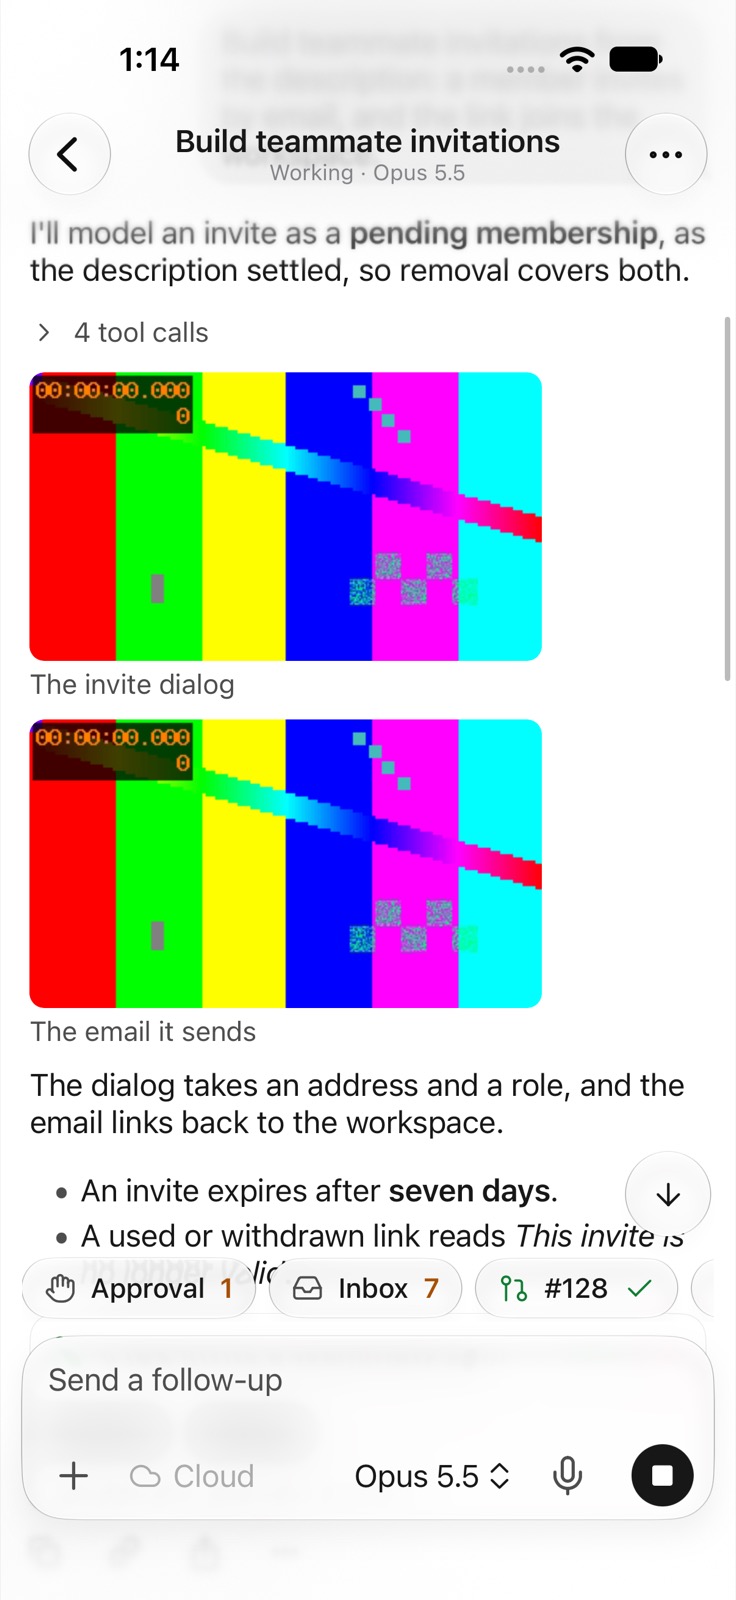 1:14
Build teammate invitations
Working · Opus 5.5
I'll model an invite as a pending membership, as
the description settled, so removal covers both.
4 tool calls
00:00:00.000
0
The invite dialog
00:00:00.000
0
The email it sends
The dialog takes an address and a role, and the
email links back to the workspace.
• An invite expires after seven days.
• A used or withdrawn link reads This invite is
Approval 1
Inbox 7
#128
Send a follow-up
Cloud
Opus 5.5